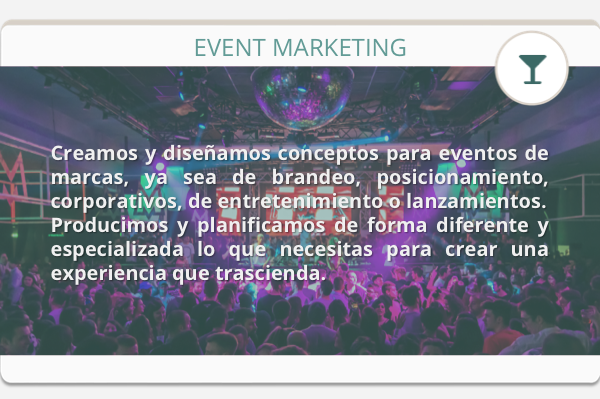 EVENT MARKETING
Creamos y diseñamos conceptos para eventos de
marcas, ya sea de brandeo, posicionamiento,
corporativos, de entretenimiento o lanzamientos.
Producimos y planificamos de forma diferente y
especializada lo que necesitas para crear una
experiencia que trascienda.